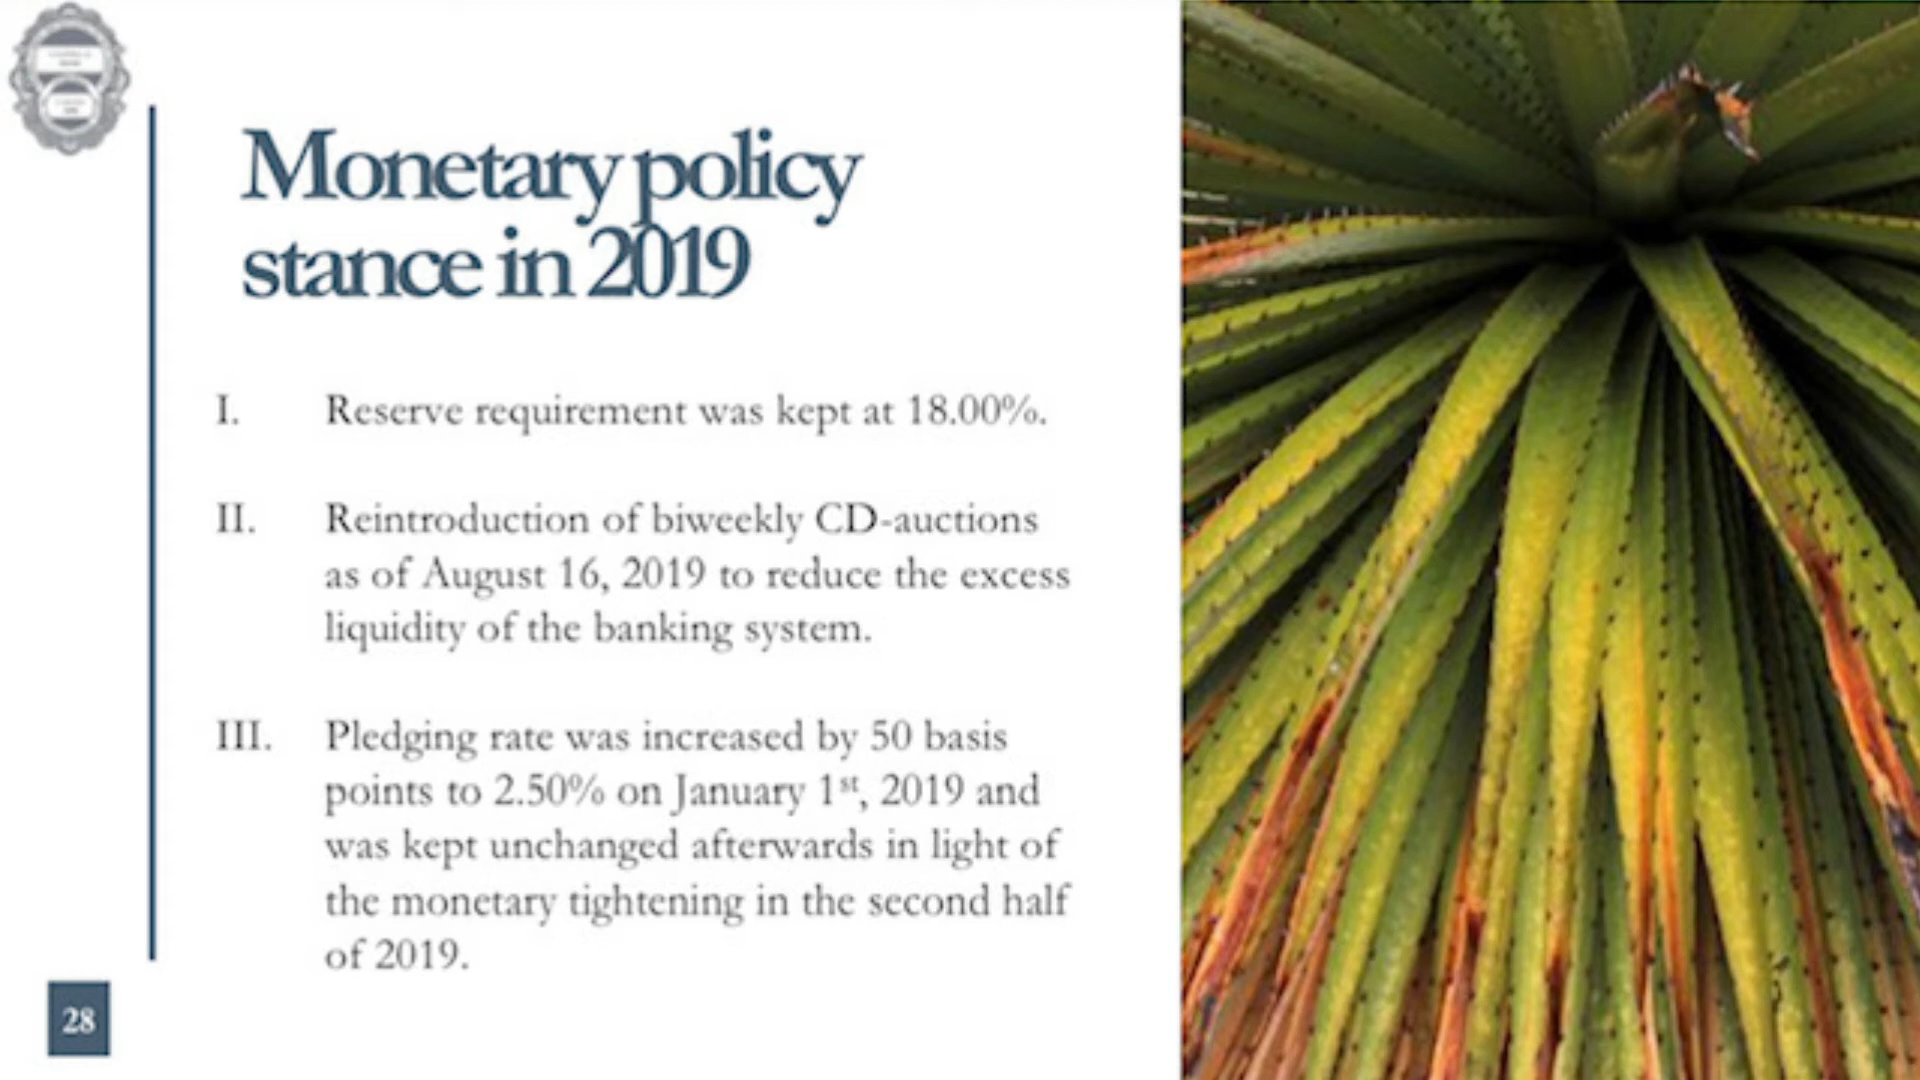 Monetary policy
stance in 2019
I. Reserve requirement was kept at 18.00%.
II. Reintroduction of biweekly CD-auctions
as of August 16, 2019 to reduce the excess
liquidity of the banking system.
III. Pledging rate was increased by 50 basis
points to 2.50% on January 1st, 2019 and
was kept unchanged afterwards in light of
the monetary tightening in the second half
of 2019.
28